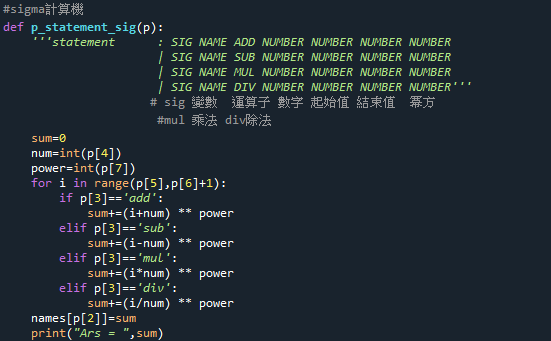 #sigma計算機
def p_statement_sig(p):
    '''statement      : SIG NAME ADD NUMBER NUMBER NUMBER NUMBER
                      | SIG NAME SUB NUMBER NUMBER NUMBER NUMBER
                      | SIG NAME MUL NUMBER NUMBER NUMBER NUMBER
                      | SIG NAME DIV NUMBER NUMBER NUMBER NUMBER'''
                     # sig 變數  運算子 數字 起始值 結束值  冪方
                      #mul 乘法 div除法
    sum=0
    num=int(p[4])
    power=int(p[7])
    for i in range(p[5],p[6]+1):
        if p[3]=='add':
            sum+=(i+num) ** power
        elif p[3]=='sub':
            sum+=(i-num) ** power
        elif p[3]=='mul':
            sum+=(i*num) ** power
        elif p[3]=='div':
            sum+=(i/num) ** power
    names[p[2]]=sum
    print("Ars = ",sum)